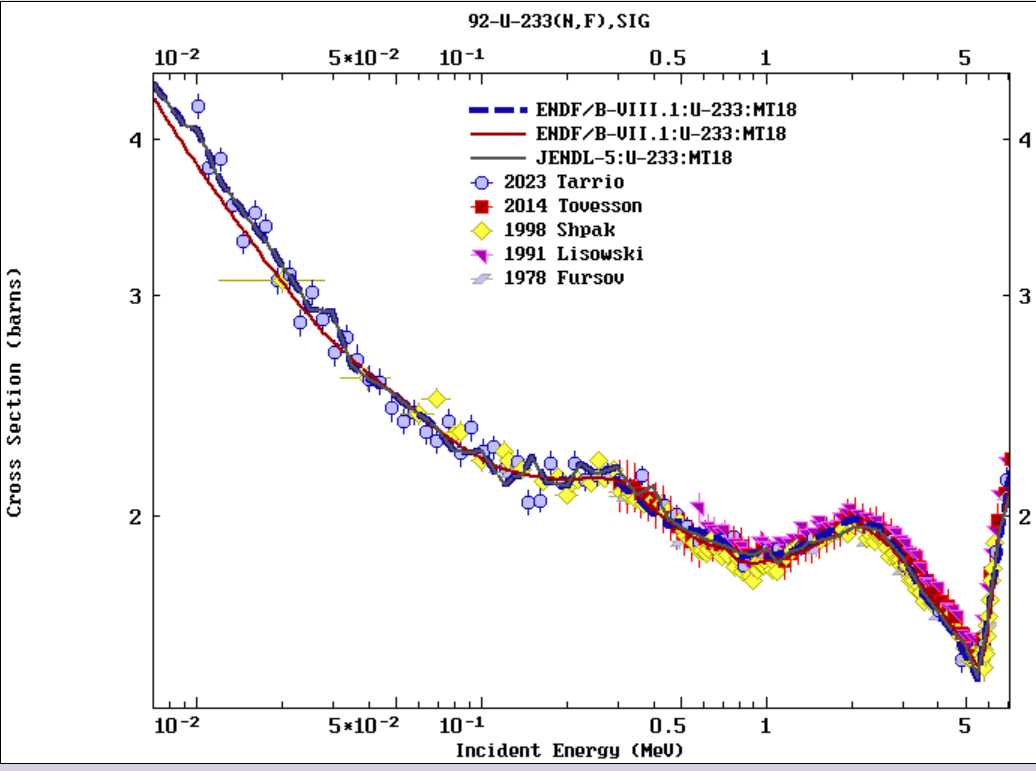 92-U-233(N,F),SIG
10-2 5*10-2 10-1 0.5 1 5
ENDF/B-VIII.1:U-233:MT18
ENDF/B-VII.1:U-233:MT18
JENDL-5:U-233:MT18
2023 Tarrio
2014 Tovesson
1998 Shpak
1991 Lisowski
1978 Fursov
4 4
3 3
2 2
Cross Section (barns)
10-2 5*10-2 10-1 0.5 1 5
Incident Energy (MeV)